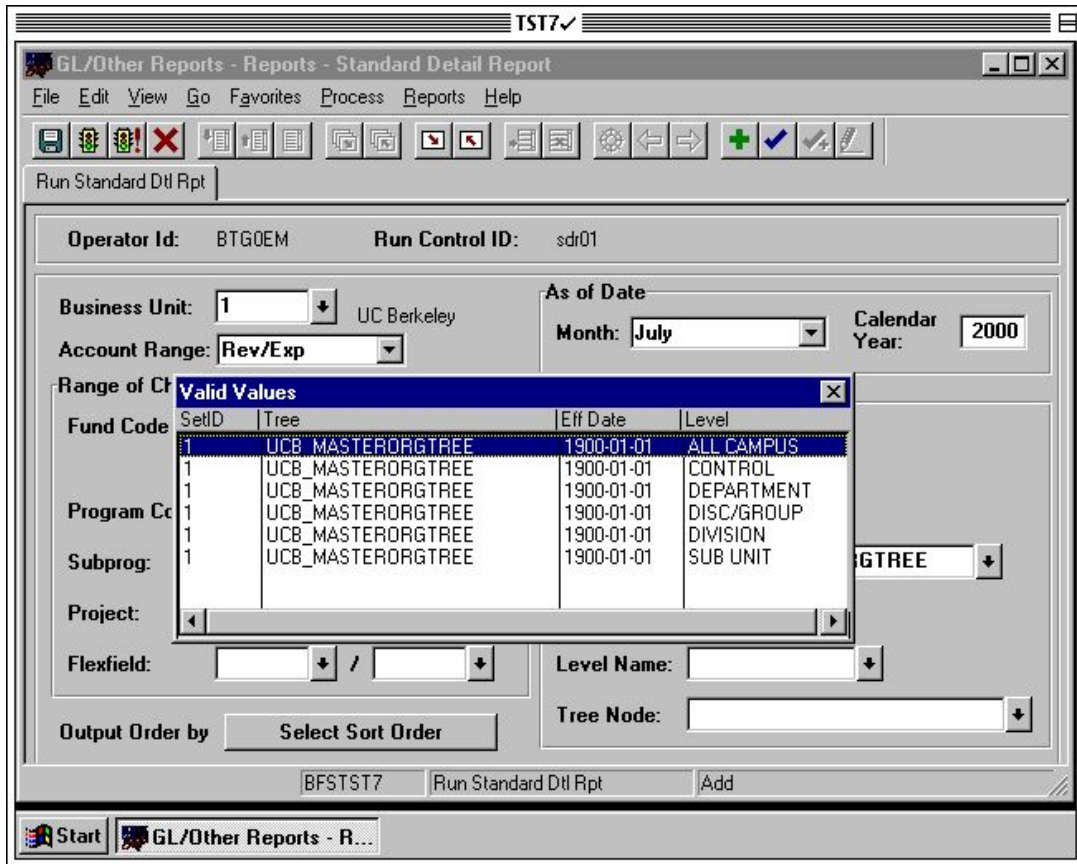 TST7✓
GL/Other Reports - Reports - Standard Detail Report
File Edit View Go Favorites Process Reports Help
Run Standard Dtl Rpt
Operator Id: BTG0EM Run Control ID: sdr01
Business Unit: 1 UC Berkeley
Account Range: Rev/Exp
As of Date
Month: July Calendar Year: 2000
Range of Ch
Fund Code
Program Co
Subprog:
Project:
Flexfield: /
Output Order by Select Sort Order
Valid Values
SetID Tree Eff Date Level
1 UCB_MASTERORGTREE 1900-01-01 ALL CAMPUS
1 UCB_MASTERORGTREE 1900-01-01 CONTROL
1 UCB_MASTERORGTREE 1900-01-01 DEPARTMENT
1 UCB_MASTERORGTREE 1900-01-01 DISC/GROUP
1 UCB_MASTERORGTREE 1900-01-01 DIVISION
1 UCB_MASTERORGTREE 1900-01-01 SUB UNIT
RGTREE
Level Name:
Tree Node:
BFSTST7 Run Standard Dtl Rpt Add
Start GL/Other Reports - R...